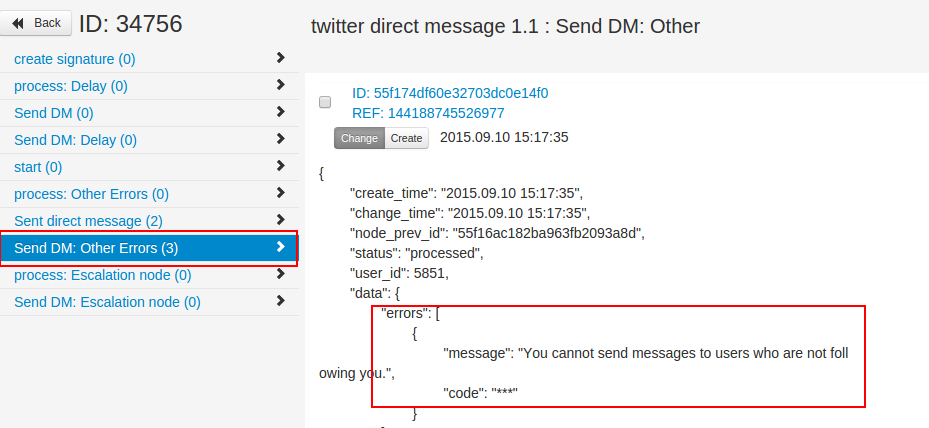 Back
ID: 34756
create signature (0)
process: Delay (0)
Send DM (0)
Send DM: Delay (0)
start (0)
process: Other Errors (0)
Sent direct message (2)
Send DM: Other Errors (3)
process: Escalation node (0)
Send DM: Escalation node (0)
twitter direct message 1.1 : Send DM: Other
ID: 55f174df60e32703dc0e14f0
REF: 144188745526977
Change Create 2015.09.10 15:17:35
{
"create_time": "2015.09.10 15:17:35",
"change_time": "2015.09.10 15:17:35",
"node_prev_id": "55f16ac182ba963fb2093a8d",
"status": "processed",
"user_id": 5851,
"data": {
"errors": [
{
"message": "You cannot send messages to users who are not foll
owing you.",
"code": "***"
}